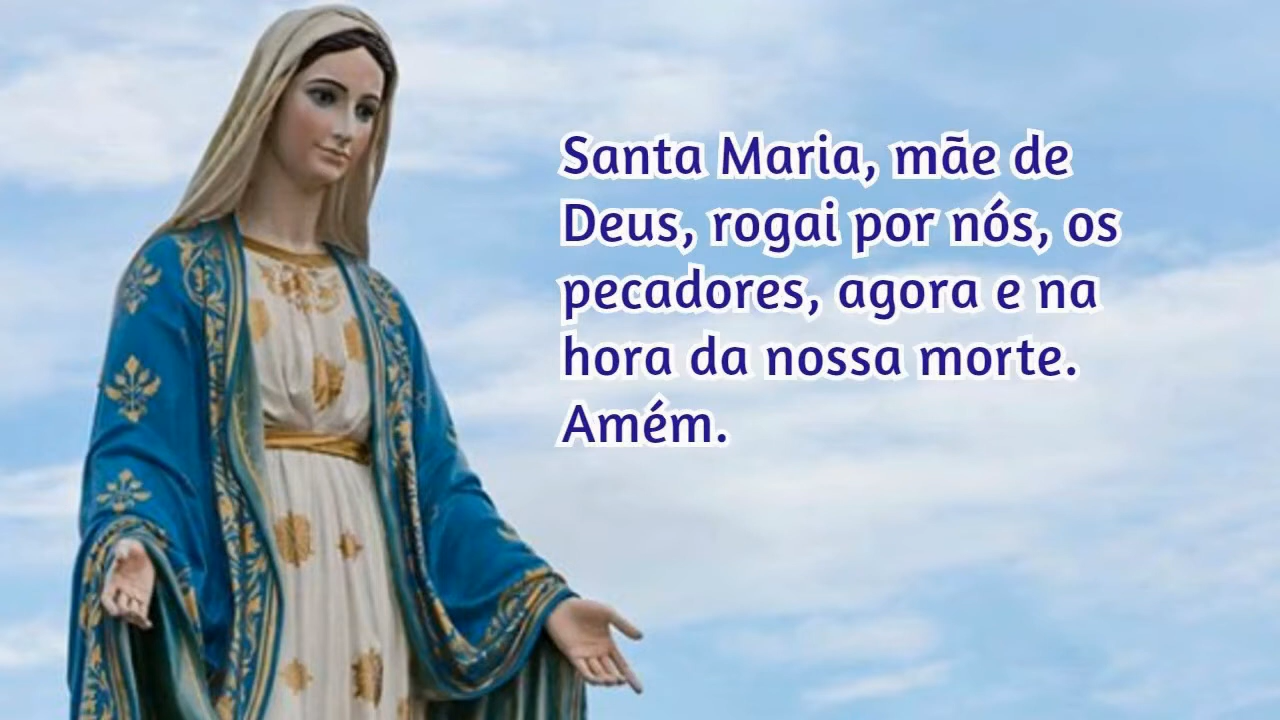 Santa Maria, mãe de
Deus, rogai por nós, os
pecadores, agora e na
hora da nossa morte.
Amém.